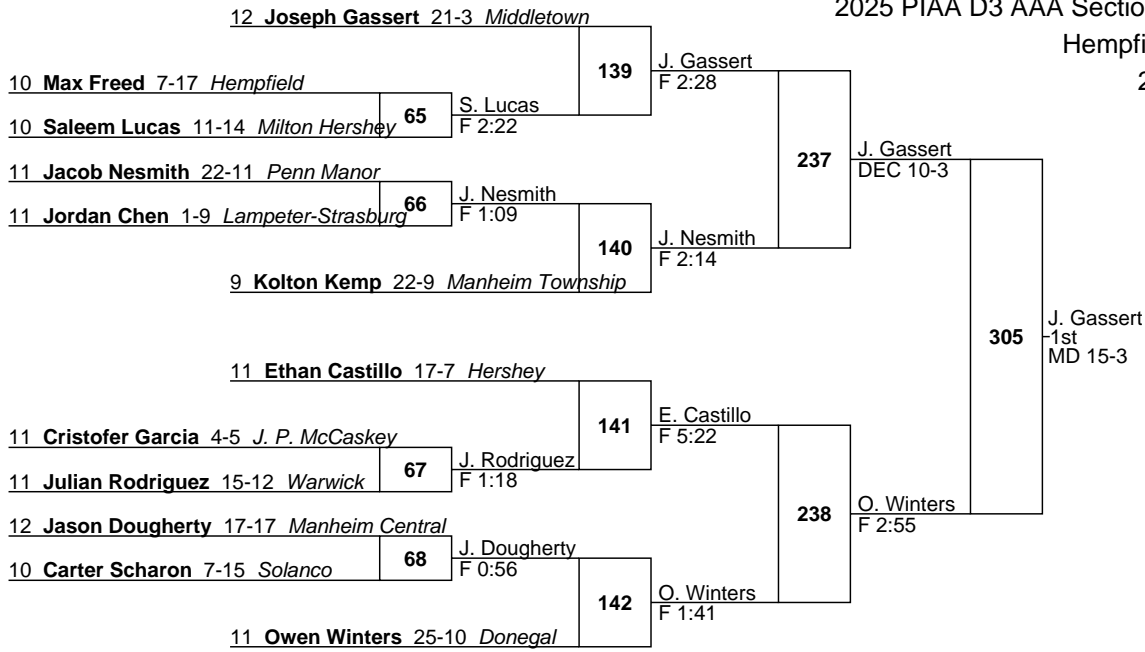 2025 PIAA D3 AAA Sectio
Hempfi
2
12 Joseph Gassert 21-3 Middletown
139
J. Gassert
F 2:28
10 Max Freed 7-17 Hempfield
65
S. Lucas
F 2:22
10 Saleem Lucas 11-14 Milton Hershey
237
J. Gassert
DEC 10-3
11 Jacob Nesmith 22-11 Penn Manor
66
J. Nesmith
F 1:09
11 Jordan Chen 1-9 Lampeter-Strasburg
140
J. Nesmith
F 2:14
9 Kolton Kemp 22-9 Manheim Township
305
J. Gassert
1st
MD 15-3
11 Ethan Castillo 17-7 Hershey
141
E. Castillo
F 5:22
11 Cristofer Garcia 4-5 J. P. McCaskey
67
J. Rodriguez
F 1:18
11 Julian Rodriguez 15-12 Warwick
238
O. Winters
F 2:55
12 Jason Dougherty 17-17 Manheim Central
68
J. Dougherty
F 0:56
10 Carter Scharon 7-15 Solanco
142
O. Winters
F 1:41
11 Owen Winters 25-10 Donegal